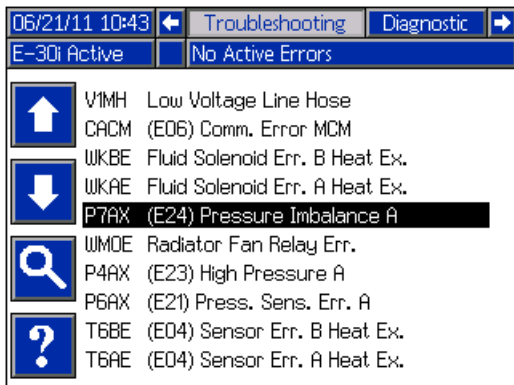 06/21/11 10:43 Troubleshooting Diagnostic
E-30i Active No Active Errors
V1MH Low Voltage Line Hose
CACM (E06) Comm. Error MCM
WKBE Fluid Solenoid Err. B Heat Ex.
WKAE Fluid Solenoid Err. A Heat Ex.
P7AX (E24) Pressure Imbalance A
WMOE Radiator Fan Relay Err.
P4AX (E23) High Pressure A
P6AX (E21) Press. Sens. Err. A
T6BE (E04) Sensor Err. B Heat Ex.
? T6AE (E04) Sensor Err. A Heat Ex.